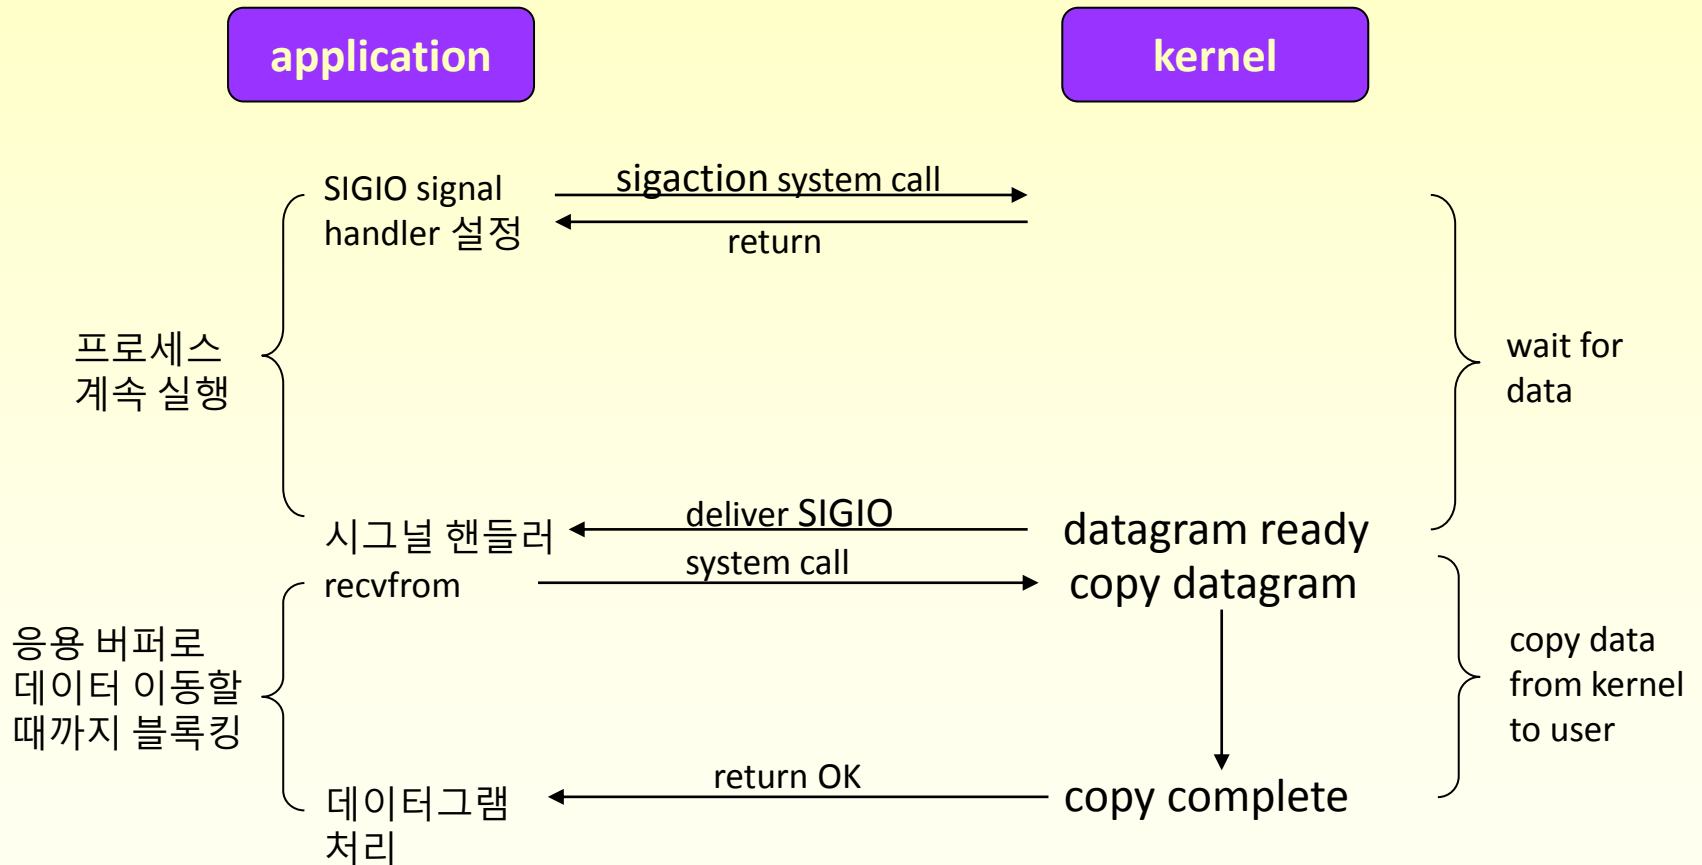 application
kernel
SIGIO signal
handler 설정
sigaction system call
return
프로세스
계속 실행
wait for
data
시그널 핸들러
deliver SIGIO
datagram ready
recvfrom
system call
copy datagram
응용 버퍼로
데이터 이동할
때까지 블록킹
copy data
from kernel
to user
데이터그램
처리
return OK
copy complete